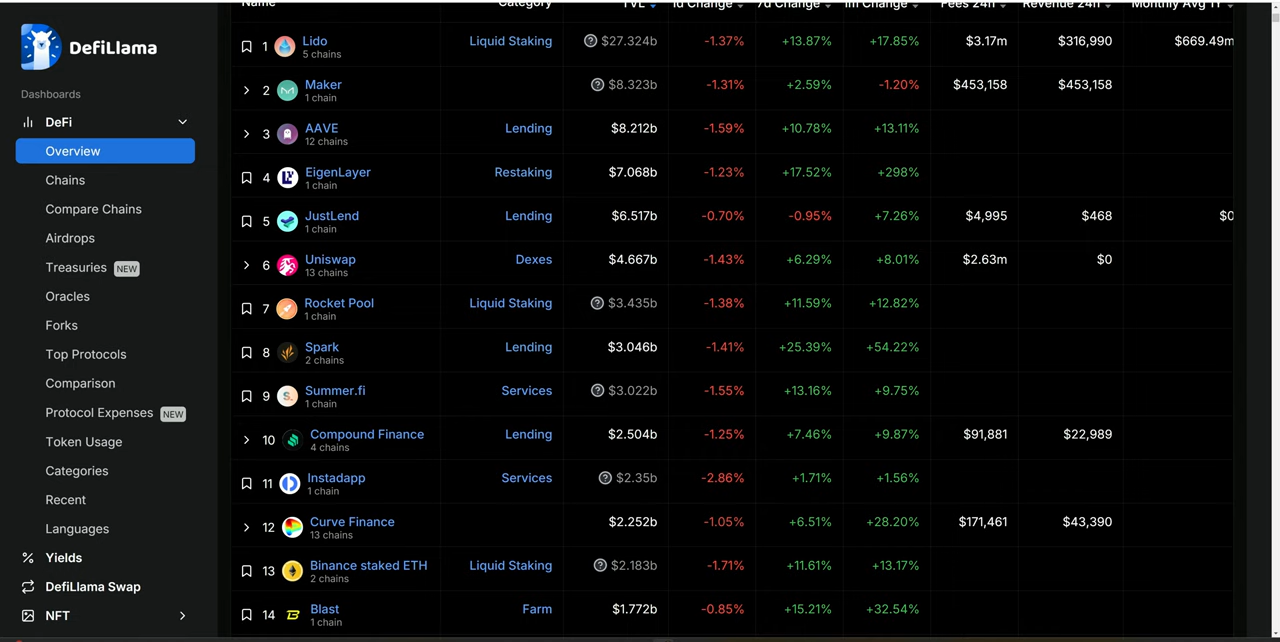 DefiLlama
Dashboards
DeFi
Overview
Chains
Compare Chains
Airdrops
Treasuries NEW
Oracles
Forks
Top Protocols
Comparison
Protocol Expenses NEW
Token Usage
Categories
Recent
Languages
Yields
DefiLlama Swap
NFT
Name Category TVL 1d Change 7d Change 1m Change Fees 24h Revenue 24h Monthly Avg
1 Lido Liquid Staking $27.324b -1.37% +13.87% +17.85% $3.17m $316,990 $669.49m
5 chains
2 Maker $8.323b -1.31% +2.59% -1.20% $453,158 $453,158
1 chain
3 AAVE Lending $8.212b -1.59% +10.78% +13.11%
12 chains
4 EigenLayer Restaking $7.068b -1.23% +17.52% +298%
1 chain
5 JustLend Lending $6.517b -0.70% -0.95% +7.26% $4,995 $468 $0
1 chain
6 Uniswap Dexes $4.667b -1.43% +6.29% +8.01% $2.63m $0
13 chains
7 Rocket Pool Liquid Staking $3.435b -1.38% +11.59% +12.82%
1 chain
8 Spark Lending $3.046b -1.41% +25.39% +54.22%
2 chains
9 Summer.fi Services $3.022b -1.55% +13.16% +9.75%
1 chain
10 Compound Finance Lending $2.504b -1.25% +7.46% +9.87% $91,881 $22,989
4 chains
11 Instadapp Services $2.35b -2.86% +1.71% +1.56%
1 chain
12 Curve Finance $2.252b -1.05% +6.51% +28.20% $171,461 $43,390
13 chains
13 Binance staked ETH Liquid Staking $2.183b -1.71% +11.61% +13.17%
2 chains
14 Blast Farm $1.772b -0.85% +15.21% +32.54%
1 chain